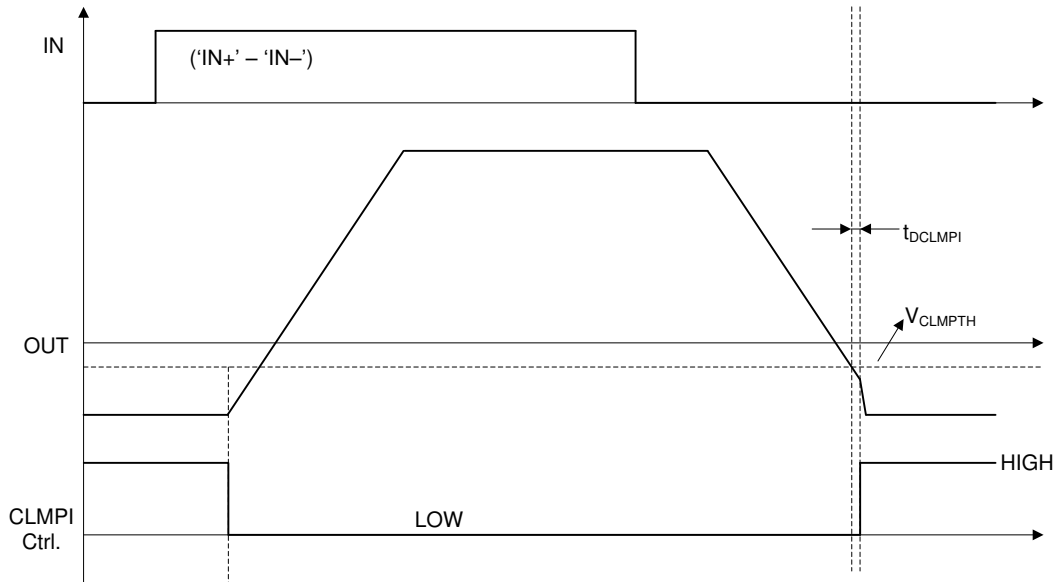 IN
(‘IN+’ – ‘IN–’)
tDCLMPI
VCLMPTH
OUT
HIGH
LOW
CLMPI
Ctrl.